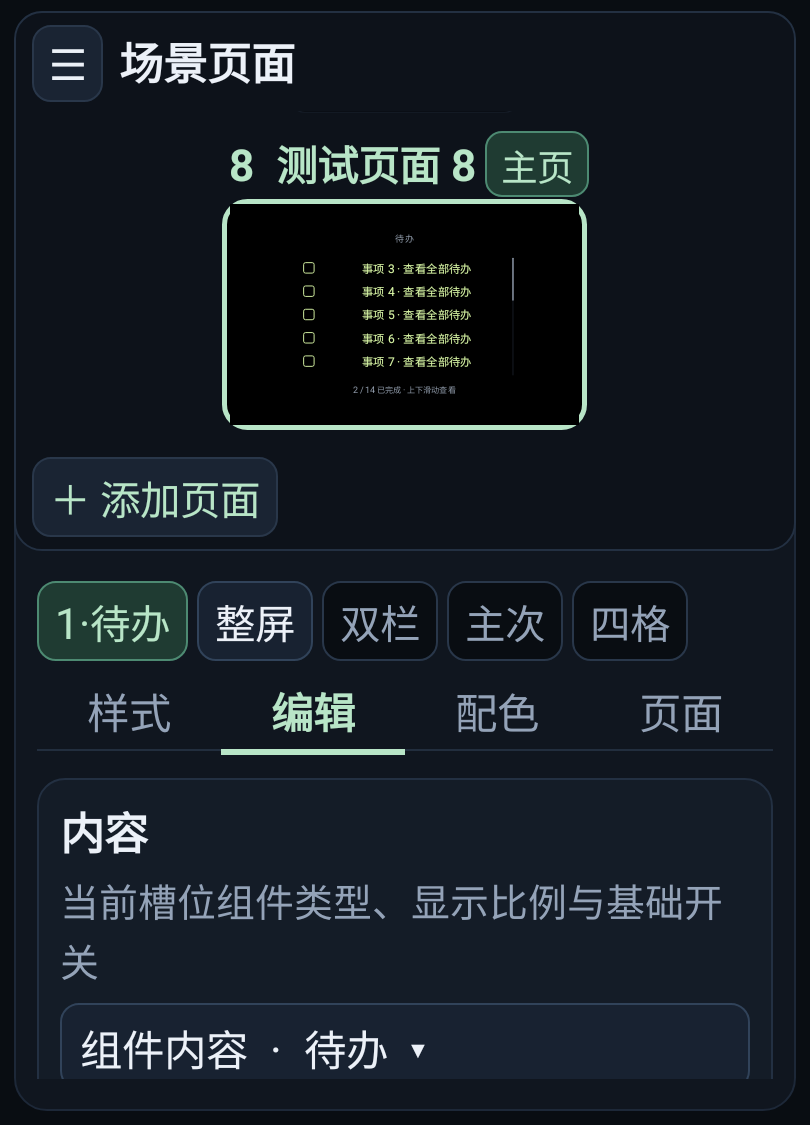 ☰ 场景页面
8 测试页面 8 主页
待办
事项 3 · 查看全部待办
事项 4 · 查看全部待办
事项 5 · 查看全部待办
事项 6 · 查看全部待办
事项 7 · 查看全部待办
2 / 14 已完成 · 上下滑动查看
＋ 添加页面
1·待办 整屏 双栏 主次 四格
样式 编辑 配色 页面
内容
当前槽位组件类型、显示比例与基础开
关
组件内容 · 待办 ▾